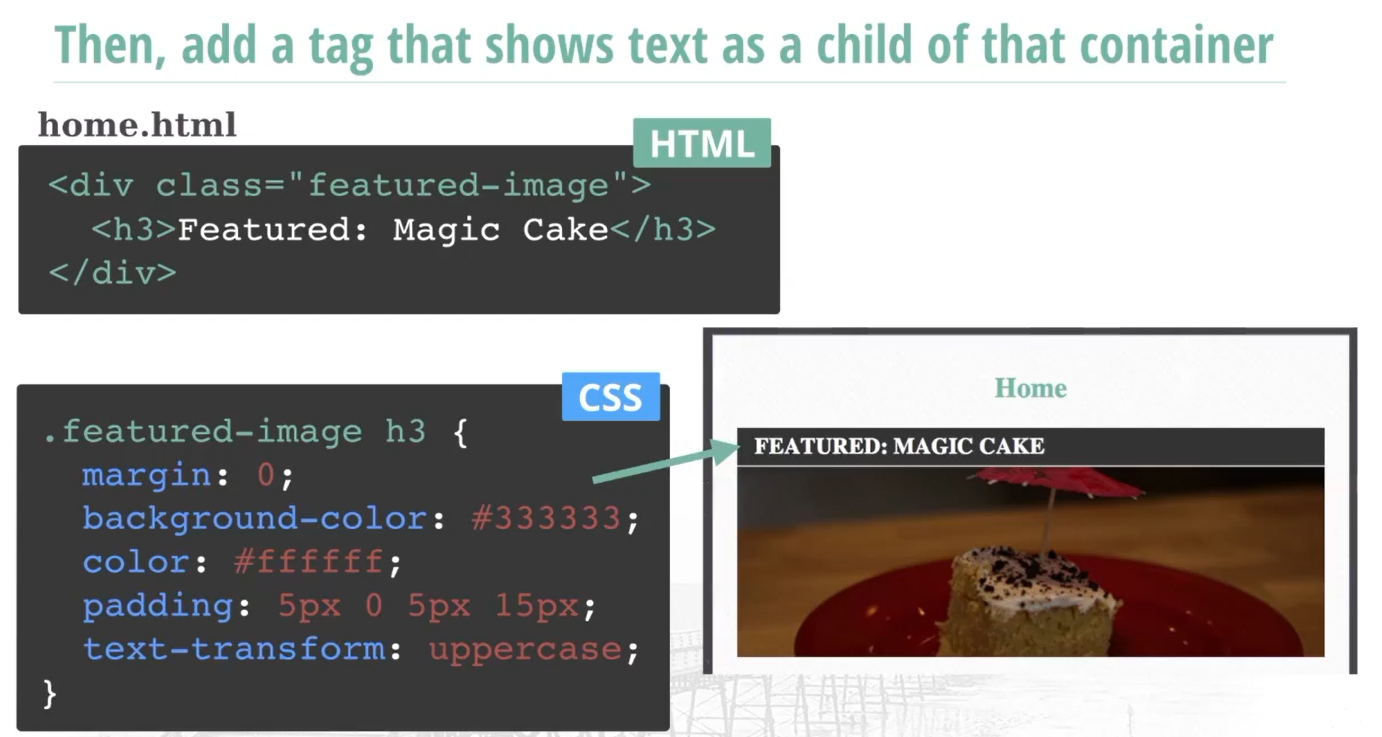 Then, add a tag that shows text as a child of that container
home.html
HTML
<div class="featured-image">
<h3>Featured: Magic Cake</h3>
</div>
CSS
.featured-image h3 {
margin: 0;
background-color: #333333;
color: #ffffff;
padding: 5px 0 5px 15px;
text-transform: uppercase;
}
Home
FEATURED: MAGIC CAKE